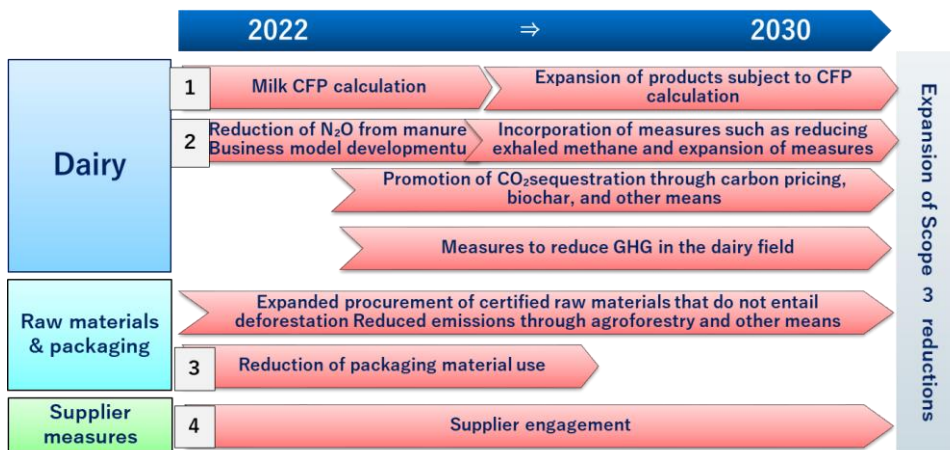 2022 ⇒ 2030
Dairy
1
Milk CFP calculation
Expansion of products subject to CFP
calculation
2
Reduction of N₂O from manure
Business model developmentu
Incorporation of measures such as reducing
exhaled methane and expansion of measures
Promotion of CO₂sequestration through carbon pricing,
biochar, and other means
Measures to reduce GHG in the dairy field
Raw materials
& packaging
Expanded procurement of certified raw materials that do not entail
deforestation Reduced emissions through agroforestry and other means
3
Reduction of packaging material use
Supplier
measures
4
Supplier engagement
Expansion of Scope 3 reductions